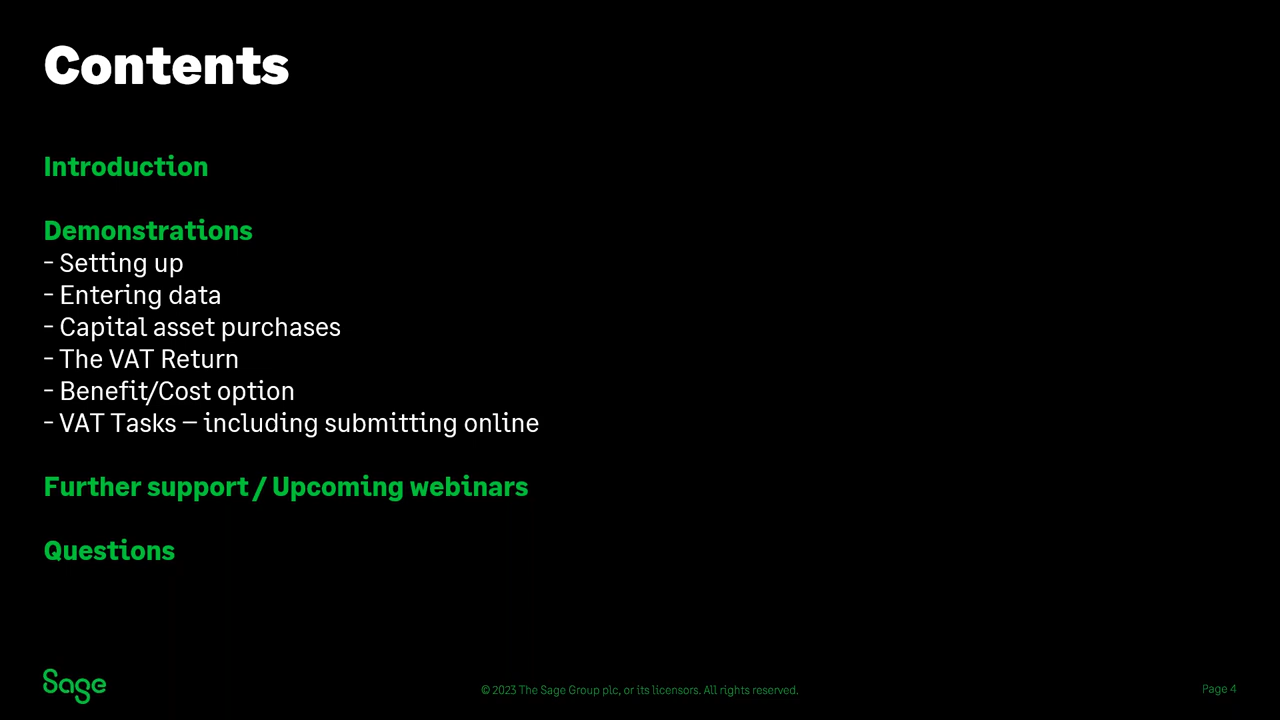 Contents
Introduction
Demonstrations
- Setting up
- Entering data
- Capital asset purchases
- The VAT Return
- Benefit/Cost option
- VAT Tasks – including submitting online
Further support / Upcoming webinars
Questions
Sage
© 2023 The Sage Group plc, or its licensors. All rights reserved.
Page 4